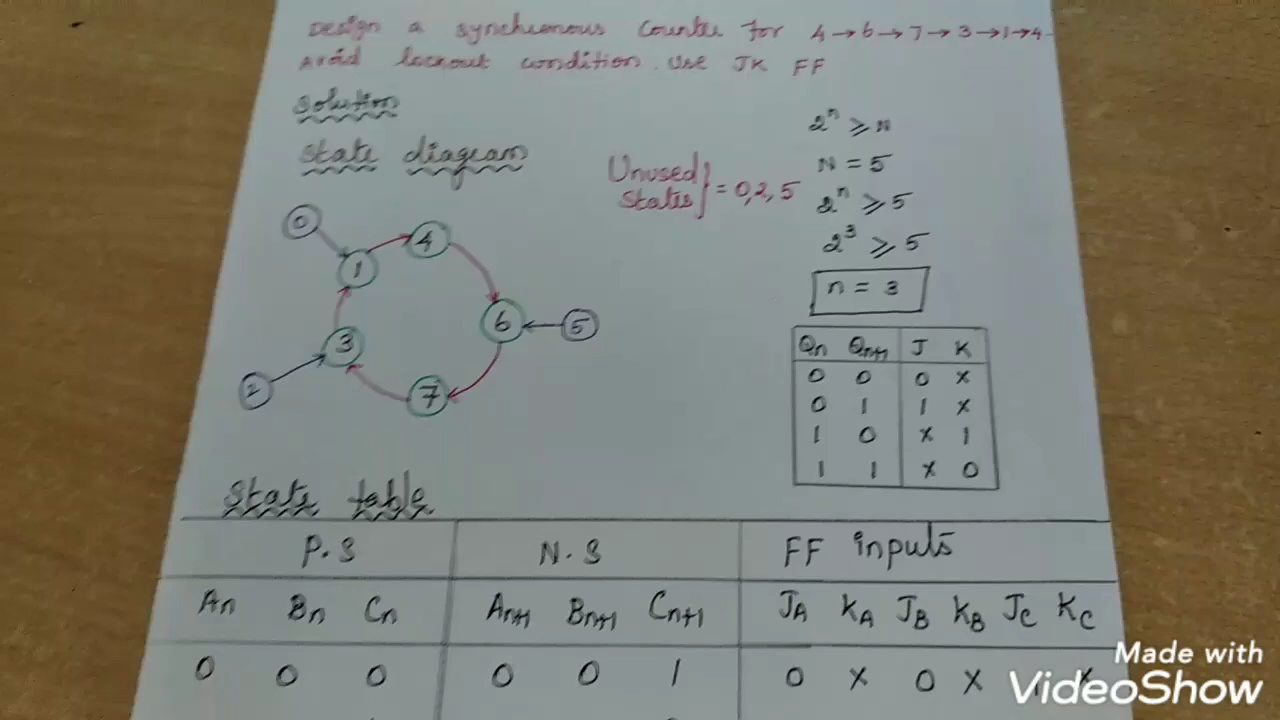 Design a synchronous counter for 4→6→7→3→1→4.
avoid lockout condition. Use JK FF
Solution
State diagram
Unused States } = 0,2,5
2ⁿ ≥ N
N = 5
2ⁿ ≥ 5
2³ ≥ 5
n = 3
0
4
1
6
5
3
2
7
Qn Qn+1 J K
0 0 0 x
0 1 1 x
1 0 x 1
1 1 x 0
State table
P.S N.S FF inputs
An Bn Cn An+1 Bn+1 Cn+1 JA KA JB KB JC KC
0 0 0 0 0 1 0 x 0 x x
Made with
VideoShow